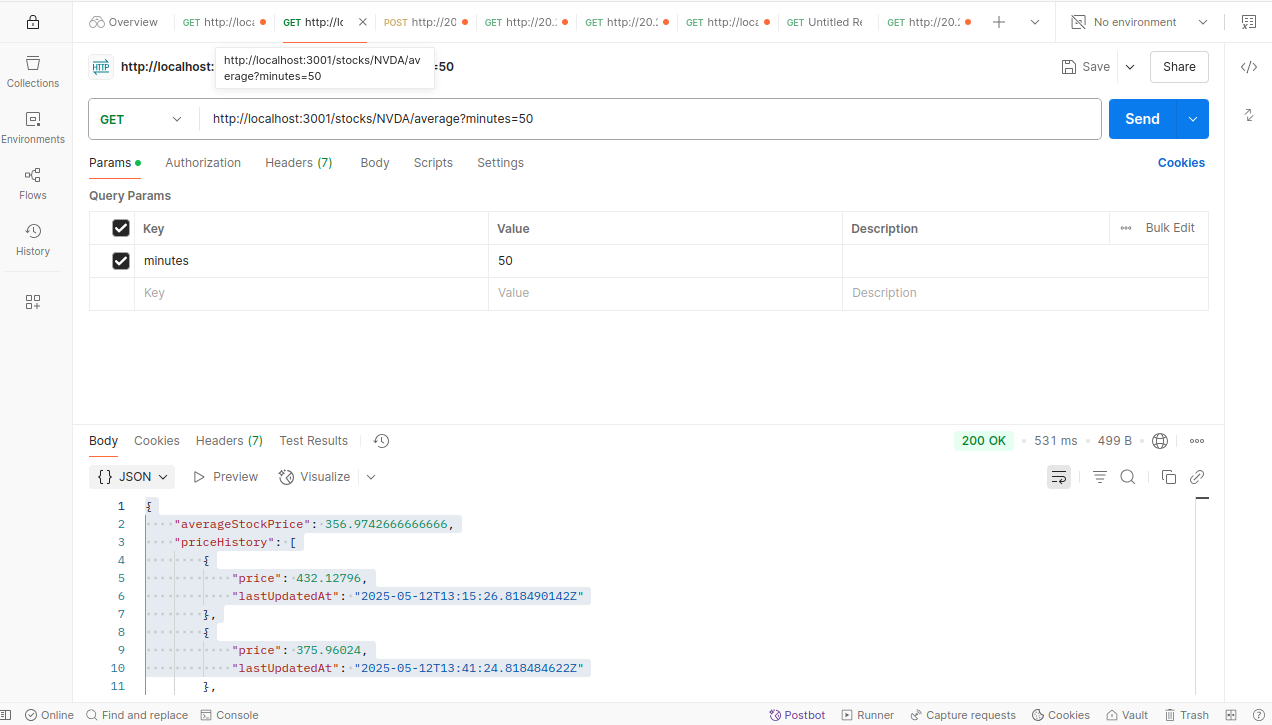 Overview
GET http://loca
GET http://lc
POST http://20
GET http://20.:
GET http://20.:
GET http://loca
GET Untitled Re
GET http://20.:
No environment
http://localhost:
=50
http://localhost:3001/stocks/NVDA/av
erage?minutes=50
Save
Share
Collections
Environments
Flows
History
GET
http://localhost:3001/stocks/NVDA/average?minutes=50
Send
Params
Authorization
Headers (7)
Body
Scripts
Settings
Cookies
Query Params
Key Value Description Bulk Edit
minutes 50
Key Value Description
Body
Cookies
Headers (7)
Test Results
200 OK
531 ms
499 B
{} JSON
Preview
Visualize
1 {
2 "averageStockPrice": 356.9742666666666,
3 "priceHistory": [
4 {
5 "price": 432.12796,
6 "lastUpdatedAt": "2025-05-12T13:15:26.818490142Z"
7 },
8 {
9 "price": 375.96024,
10 "lastUpdatedAt": "2025-05-12T13:41:24.818484622Z"
11 },
Online
Find and replace
Console
Postbot
Runner
Capture requests
Cookies
Vault
Trash